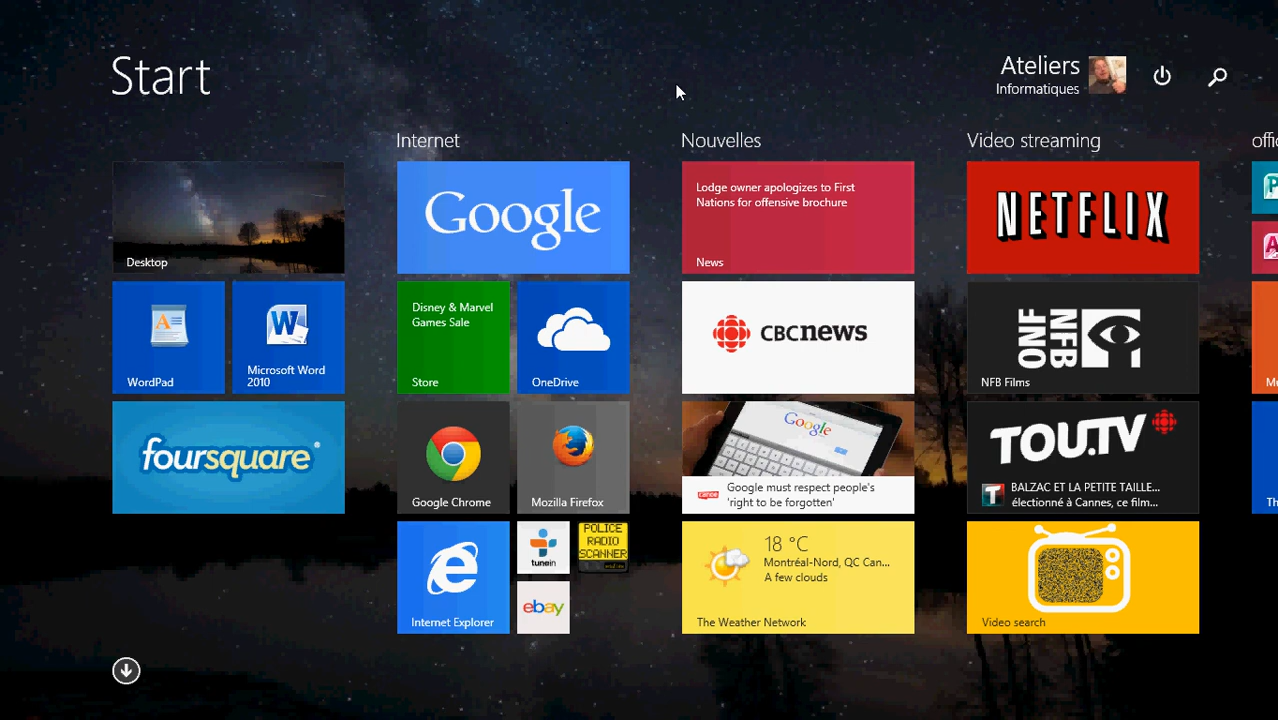 Start
Ateliers
Informatiques
Desktop
WordPad
Microsoft Word
2010
foursquare
Internet
Google
Disney & Marvel
Games Sale
Store
OneDrive
Google Chrome
Mozilla Firefox
Internet Explorer
tunein
POLICE
RADIO
SCANNER
ebay
Nouvelles
Lodge owner apologizes to First
Nations for offensive brochure
News
CBCnews
Google
canoe
Google must respect people's
'right to be forgotten'
18 °C
Montréal-Nord, QC Can...
A few clouds
The Weather Network
Video streaming
NETFLIX
ONF
NFB
NFB Films
TOU.TV
BALZAC ET LA PETITE TAILLE...
électionné à Cannes, ce film...
Video search
offic
P
A
Mu
Th